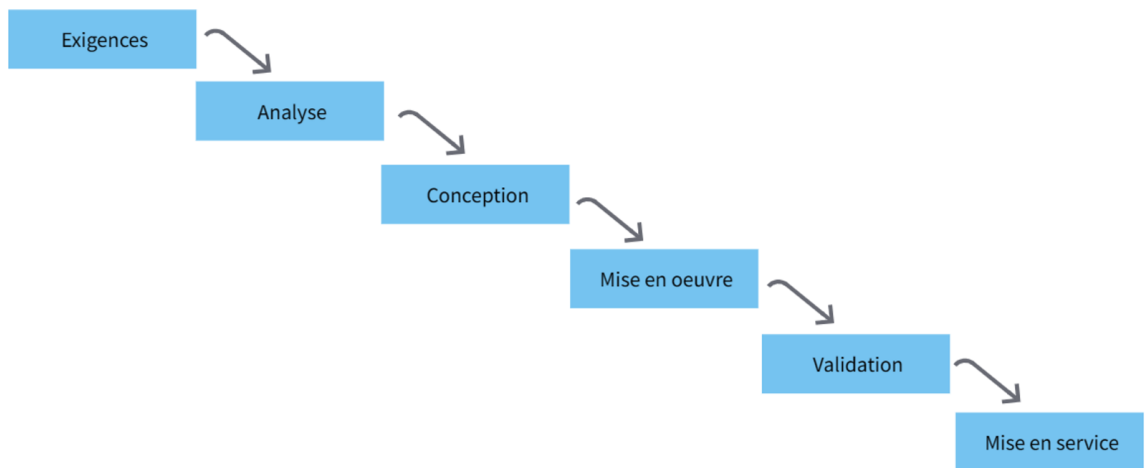 Exigences
Analyse
Conception
Mise en oeuvre
Validation
Mise en service